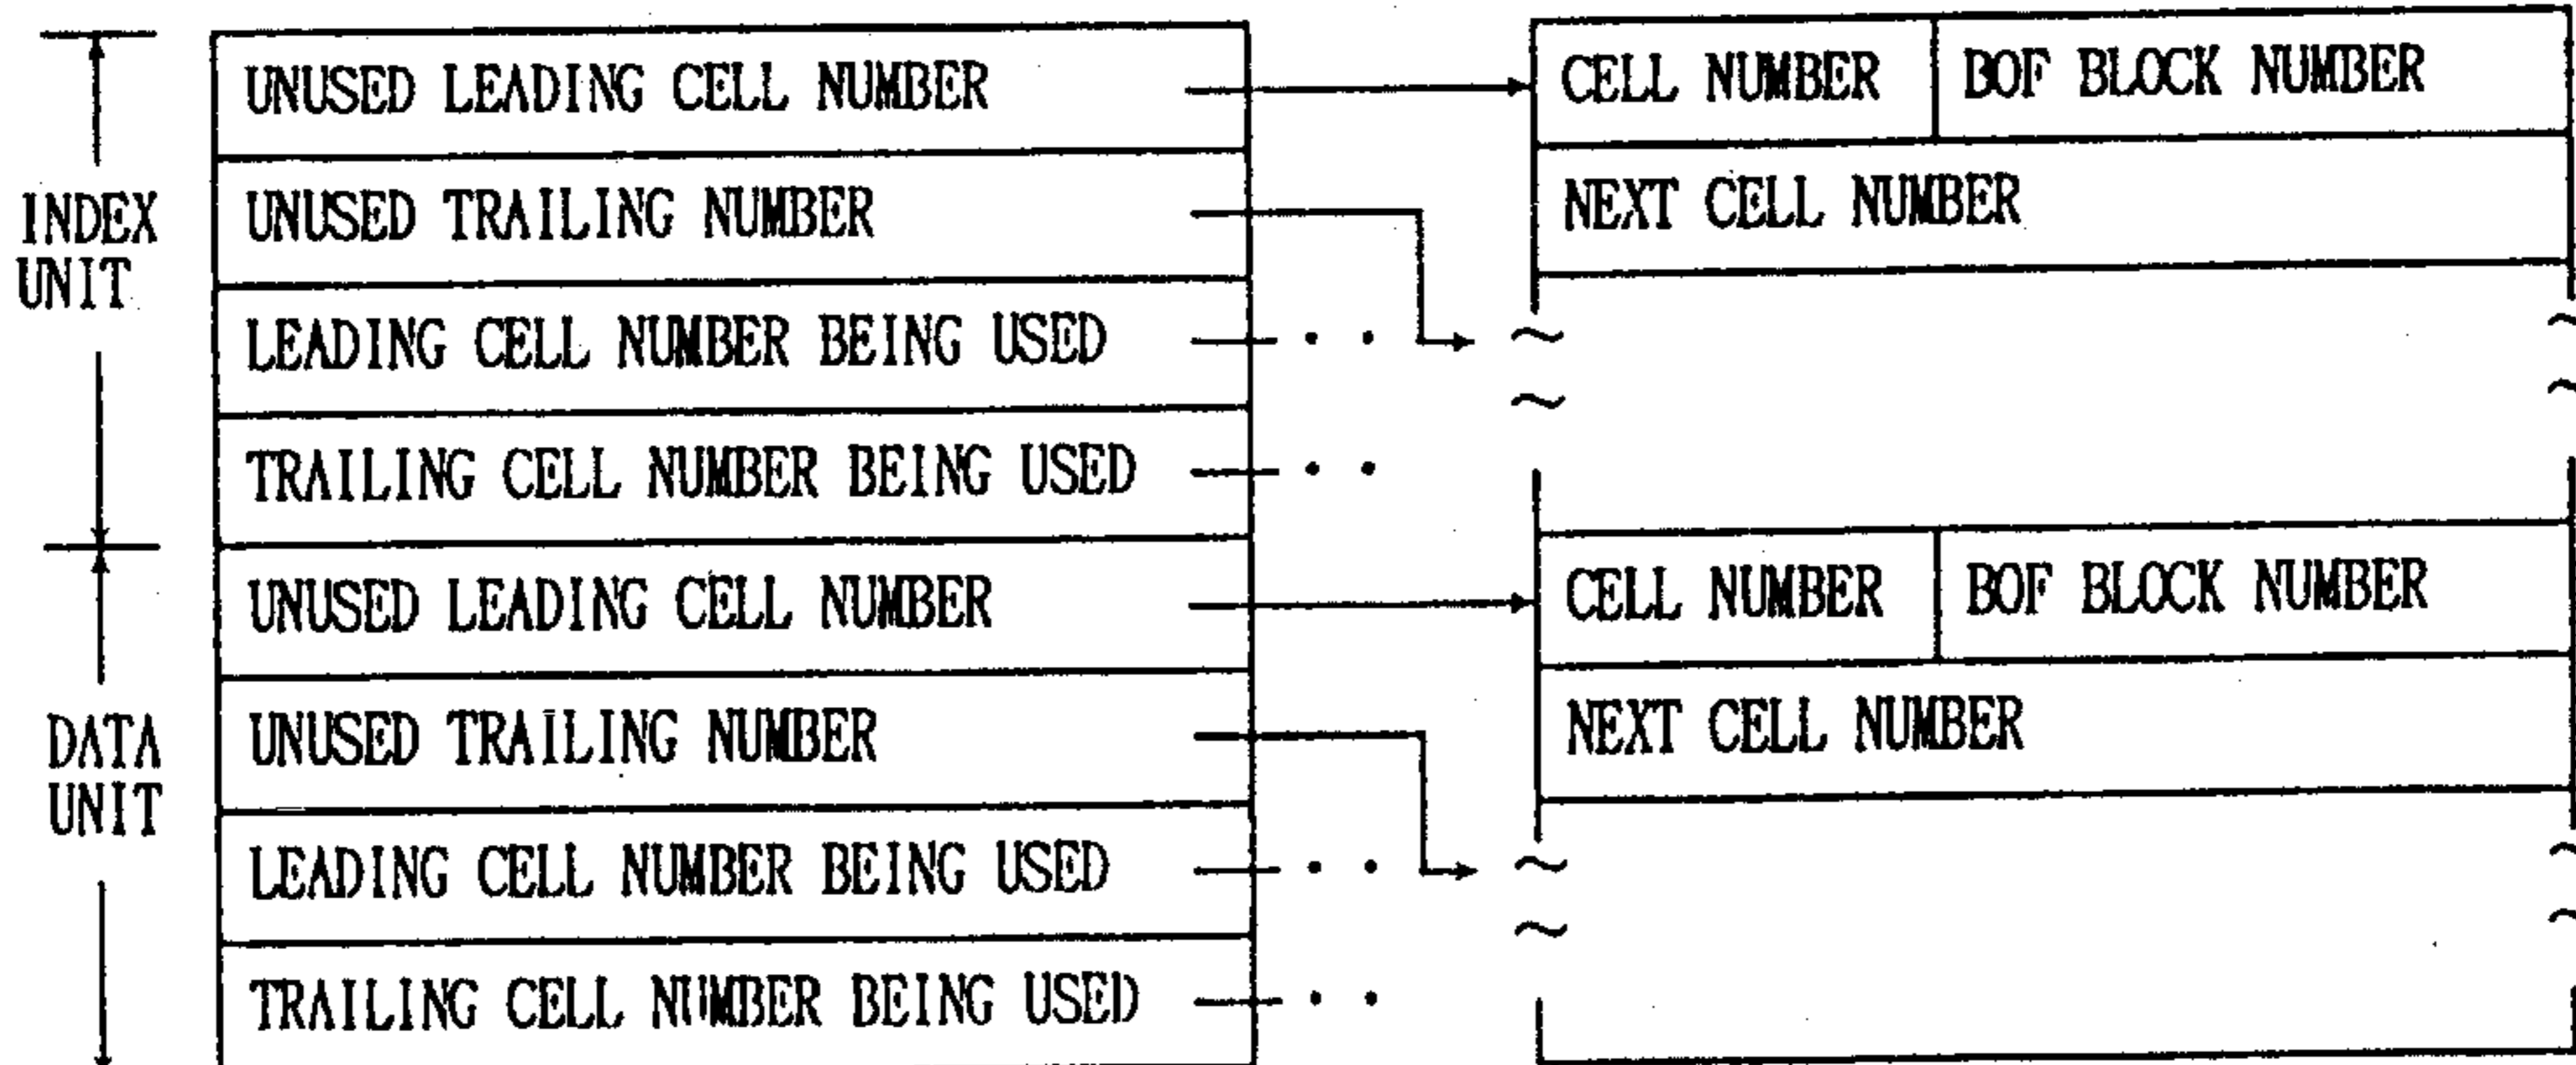 UNUSED LEADING CELL NUMBER
CELL NUMBER
BOF BLOCK NUMBER
UNUSED TRAILING NUMBER
NEXT CELL NUMBER
INDEX
UNIT
LEADING CELL NUMBER BEING USED
TRAILING CELL NUMBER BEING USED
UNUSED LEADING CELL NUMBER
CELL NUMBER
BOF BLOCK NUMBER
UNUSED TRAILING NUMBER
NEXT CELL NUMBER
DATA
UNIT
LEADING CELL NUMBER BEING USED
TRAILING CELL NUMBER BEING USED